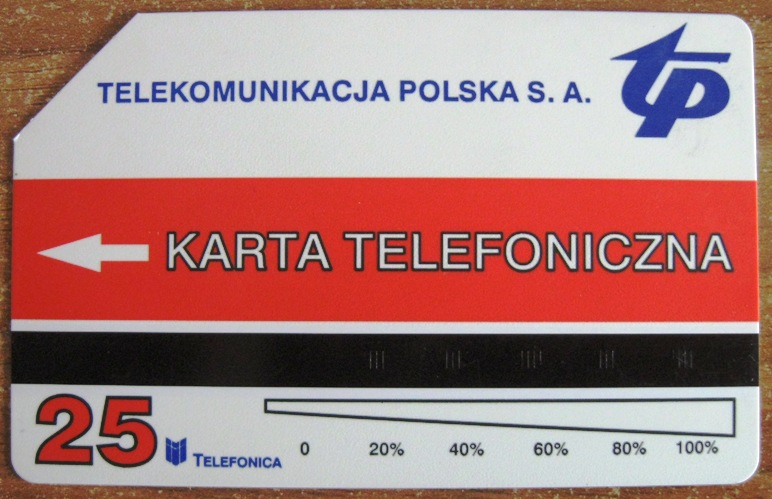 TELEKOMUNIKACJA POLSKA S. A.
tp
KARTA TELEFONICZNA
25
TELEFONICA
0 20% 40% 60% 80% 100%